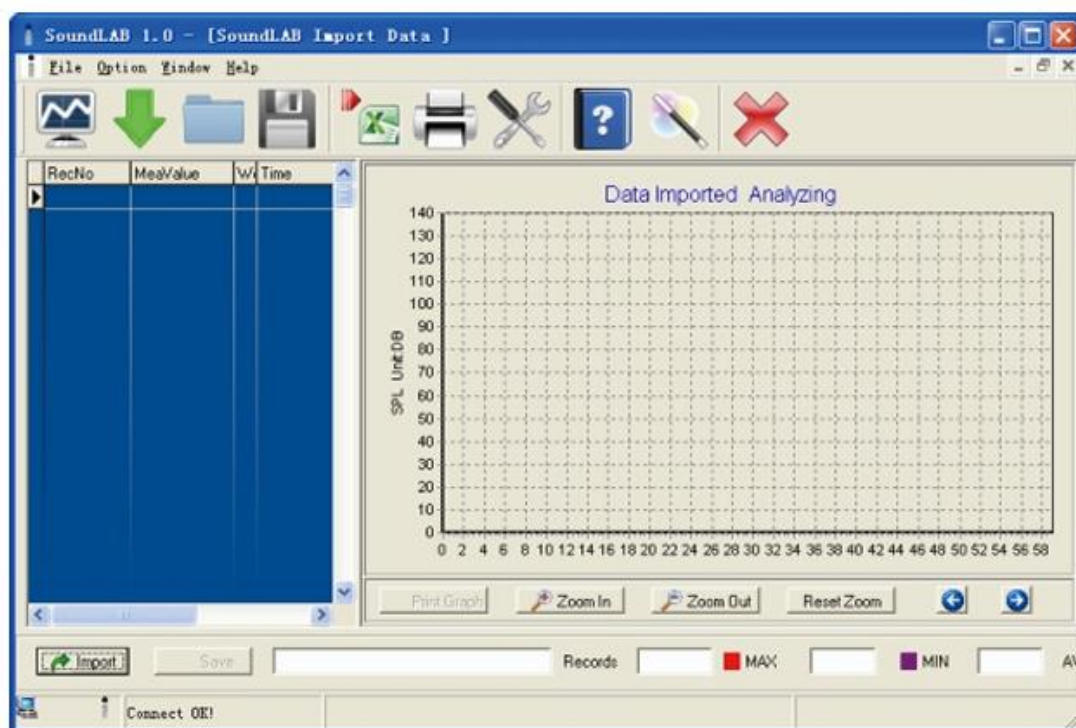 SoundLAB 1.0 - [SoundLAB Import Data ]
File Option Window Help
?
RecNo MeaValue Time
Data Imported Analyzing
140
130
120
110
100
90
80
70
60
50
40
30
20
10
0
SPL Unit:DB
0 2 4 6 8 10 12 14 16 18 20 22 24 26 28 30 32 34 36 38 40 42 44 46 48 50 52 54 56 58
Print Graph Zoom In Zoom Out Reset Zoom
Import Save Records MAX MIN
Connect OK!